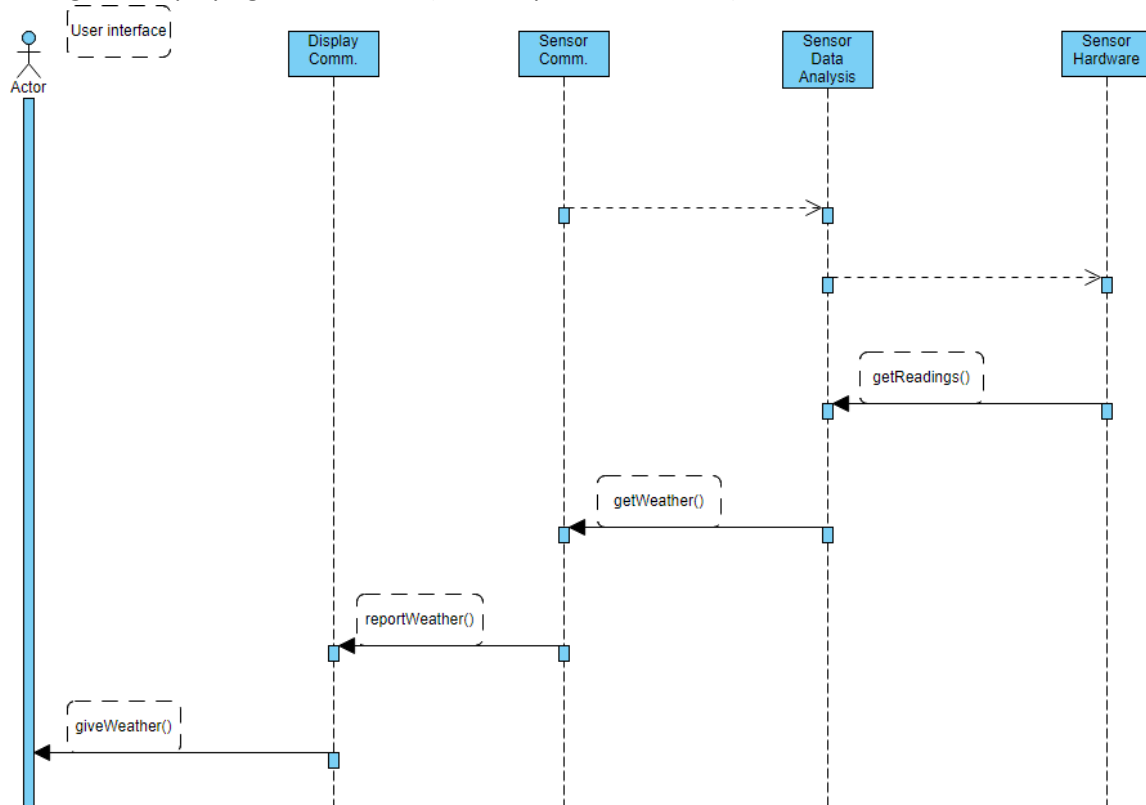 User interface
Actor
Display
Comm.
Sensor
Comm.
Sensor
Data
Analysis
Sensor
Hardware
getReadings()
getWeather()
reportWeather()
giveWeather()